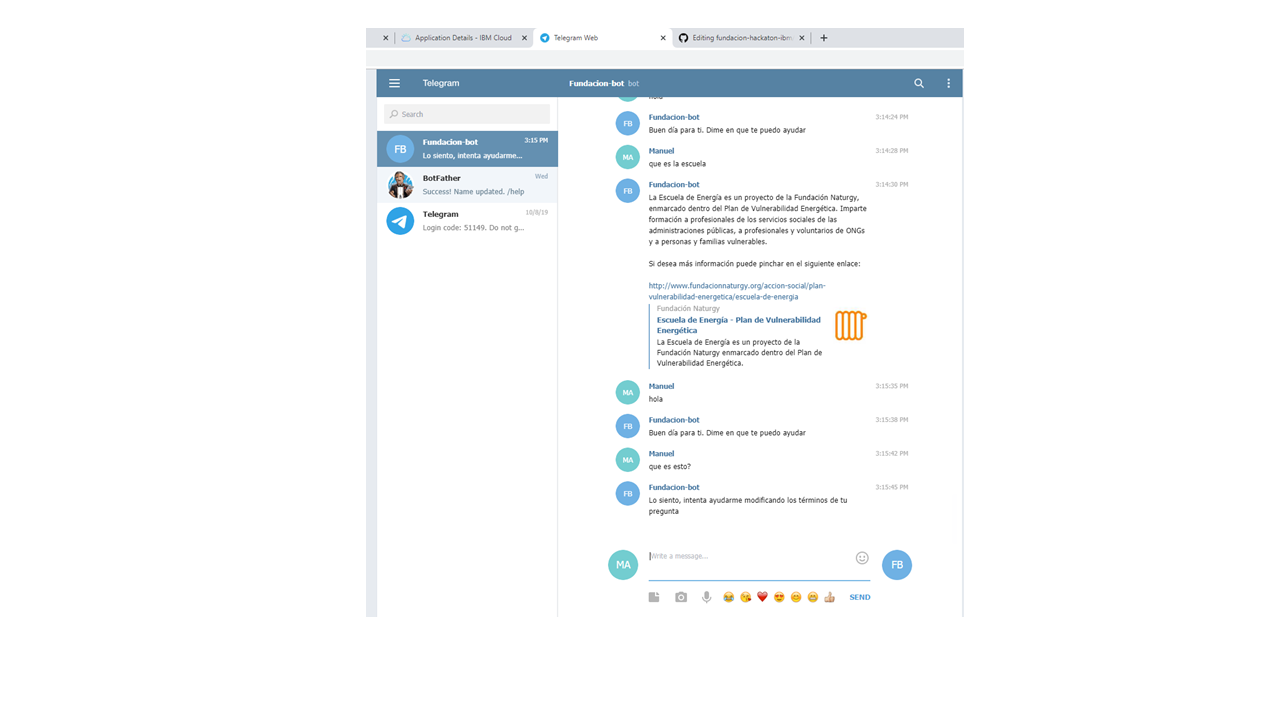 Application Details - IBM Cloud
Telegram Web
Editing fundacion-hackaton-ibm
Telegram
Fundacion-bot bot
Search
Fundacion-bot 3:15 PM
Lo siento, intenta ayudarme...
BotFather Wed
Success! Name updated. /help
Telegram 10/8/19
Login code: 51149. Do not g...
hola
Fundacion-bot 3:14:24 PM
FB
Buen día para ti. Dime en que te puedo ayudar
Manuel 3:14:28 PM
MA
que es la escuela
Fundacion-bot 3:14:30 PM
FB
La Escuela de Energía es un proyecto de la Fundación Naturgy,
enmarcado dentro del Plan de Vulnerabilidad Energética. Imparte
formación a profesionales de los servicios sociales de las
administraciones públicas, a profesionales y voluntarios de ONGs
y a personas y familias vulnerables.
Si desea más información puede pinchar en el siguiente enlace:
http://www.fundacionnaturgy.org/accion-social/plan-
vulnerabilidad-energetica/escuela-de-energia
Fundación Naturgy
Escuela de Energía - Plan de Vulnerabilidad
Energética
La Escuela de Energía es un proyecto de la
Fundación Naturgy enmarcado dentro del Plan de
Vulnerabilidad Energética.
Manuel 3:15:35 PM
MA
hola
Fundacion-bot 3:15:38 PM
FB
Buen día para ti. Dime en que te puedo ayudar
Manuel 3:15:42 PM
MA
que es esto?
Fundacion-bot 3:15:45 PM
FB
Lo siento, intenta ayudarme modificando los términos de tu
pregunta
MA
Write a message...
FB
SEND
FB